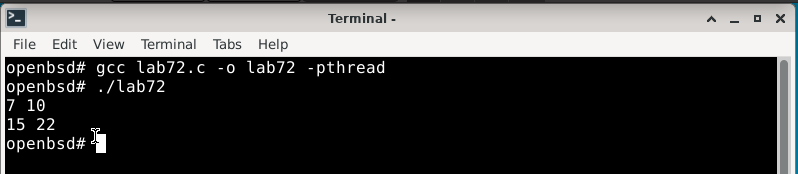 Terminal -
File Edit View Terminal Tabs Help
openbsd# gcc lab72.c -o lab72 -pthread
openbsd# ./lab72
7 10
15 22
openbsd#